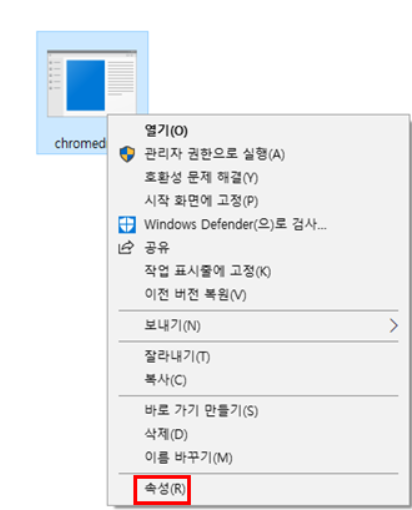 chromed
열기(O)
관리자 권한으로 실행(A)
호환성 문제 해결(Y)
시작 화면에 고정(P)
Windows Defender(으)로 검사...
공유
작업 표시줄에 고정(K)
이전 버전 복원(V)
보내기(N)
잘라내기(T)
복사(C)
바로 가기 만들기(S)
삭제(D)
이름 바꾸기(M)
속성(R)